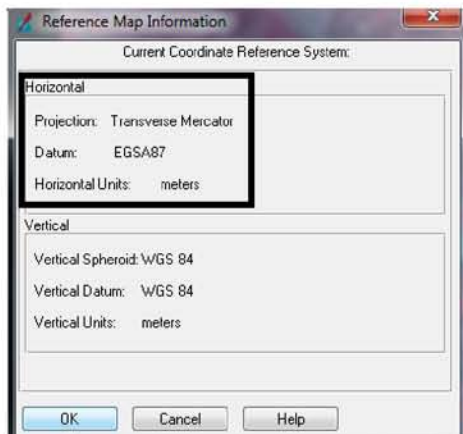 Reference Map Information
Current Coordinate Reference System:
Horizontal
Projection: Transverse Mercator
Datum: EGSA87
Horizontal Units: meters
Vertical
Vertical Spheroid: WGS 84
Vertical Datum: WGS 84
Vertical Units: meters
OK Cancel Help